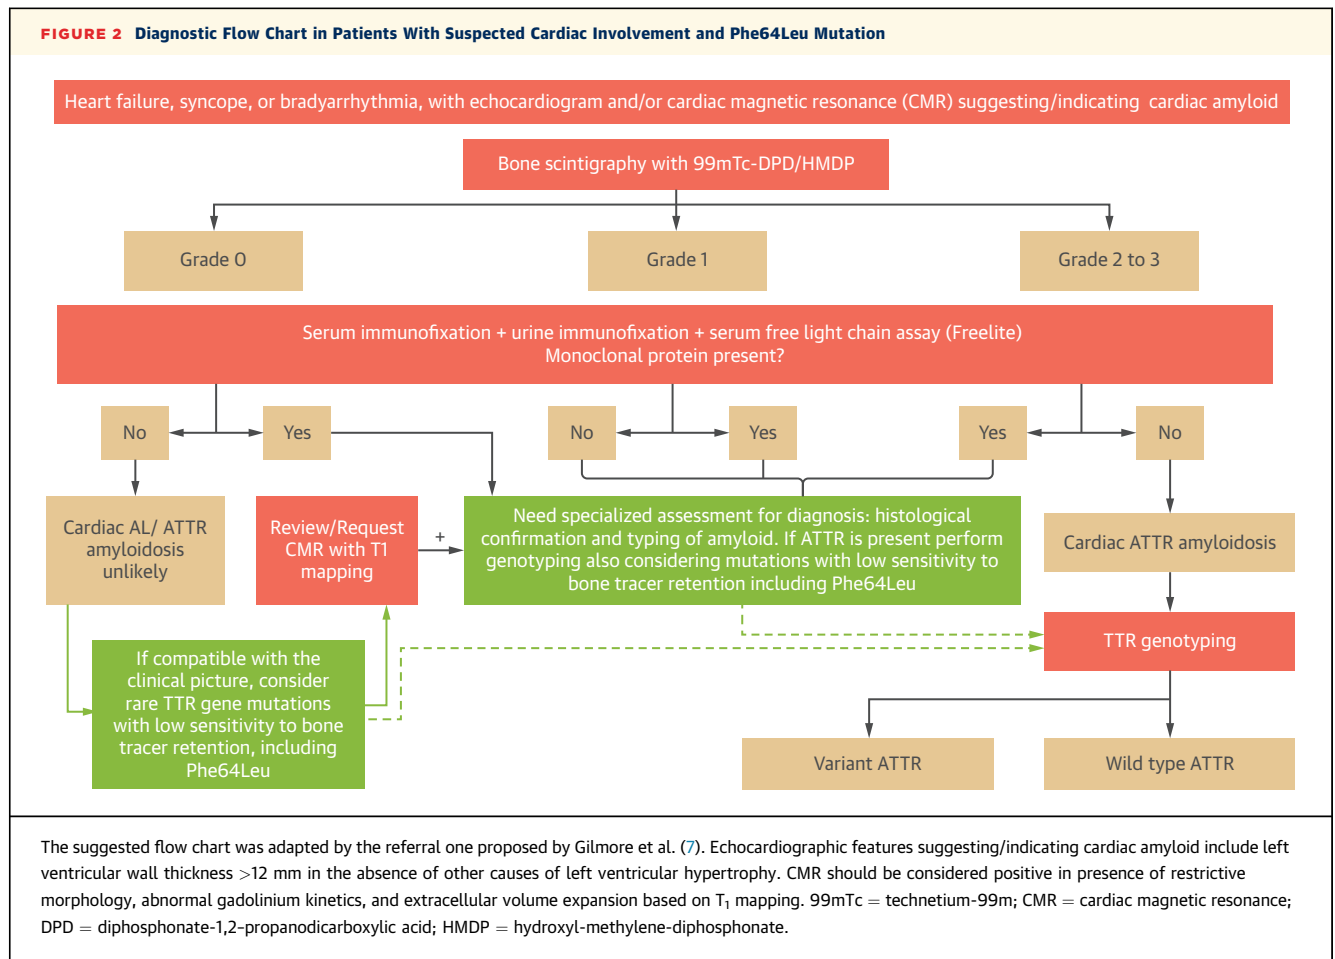 FIGURE 2 Diagnostic Flow Chart in Patients With Suspected Cardiac Involvement and Phe64Leu Mutation
Heart failure, syncope, or bradyarrhythmia, with echocardiogram and/or cardiac magnetic resonance (CMR) suggesting/indicating cardiac amyloid
Bone scintigraphy with 99mTc-DPD/HMDP
Grade 0
Grade 1
Grade 2 to 3
Serum immunofixation + urine immunofixation + serum free light chain assay (Freelite)
Monoclonal protein present?
No
Yes
No
Yes
Yes
No
Cardiac AL/ ATTR
amyloidosis
unlikely
Review/Request
CMR with T1
mapping
+
Need specialized assessment for diagnosis: histological
confirmation and typing of amyloid. If ATTR is present perform
genotyping also considering mutations with low sensitivity to
bone tracer retention including Phe64Leu
Cardiac ATTR amyloidosis
If compatible with the
clinical picture, consider
rare TTR gene mutations
with low sensitivity to bone
tracer retention, including
Phe64Leu
TTR genotyping
Variant ATTR
Wild type ATTR
The suggested flow chart was adapted by the referral one proposed by Gilmore et al. (7). Echocardiographic features suggesting/indicating cardiac amyloid include left
ventricular wall thickness >12 mm in the absence of other causes of left ventricular hypertrophy. CMR should be considered positive in presence of restrictive
morphology, abnormal gadolinium kinetics, and extracellular volume expansion based on T1 mapping. 99mTc = technetium-99m; CMR = cardiac magnetic resonance;
DPD = diphosphonate-1,2-propanodicarboxylic acid; HMDP = hydroxyl-methylene-diphosphonate.